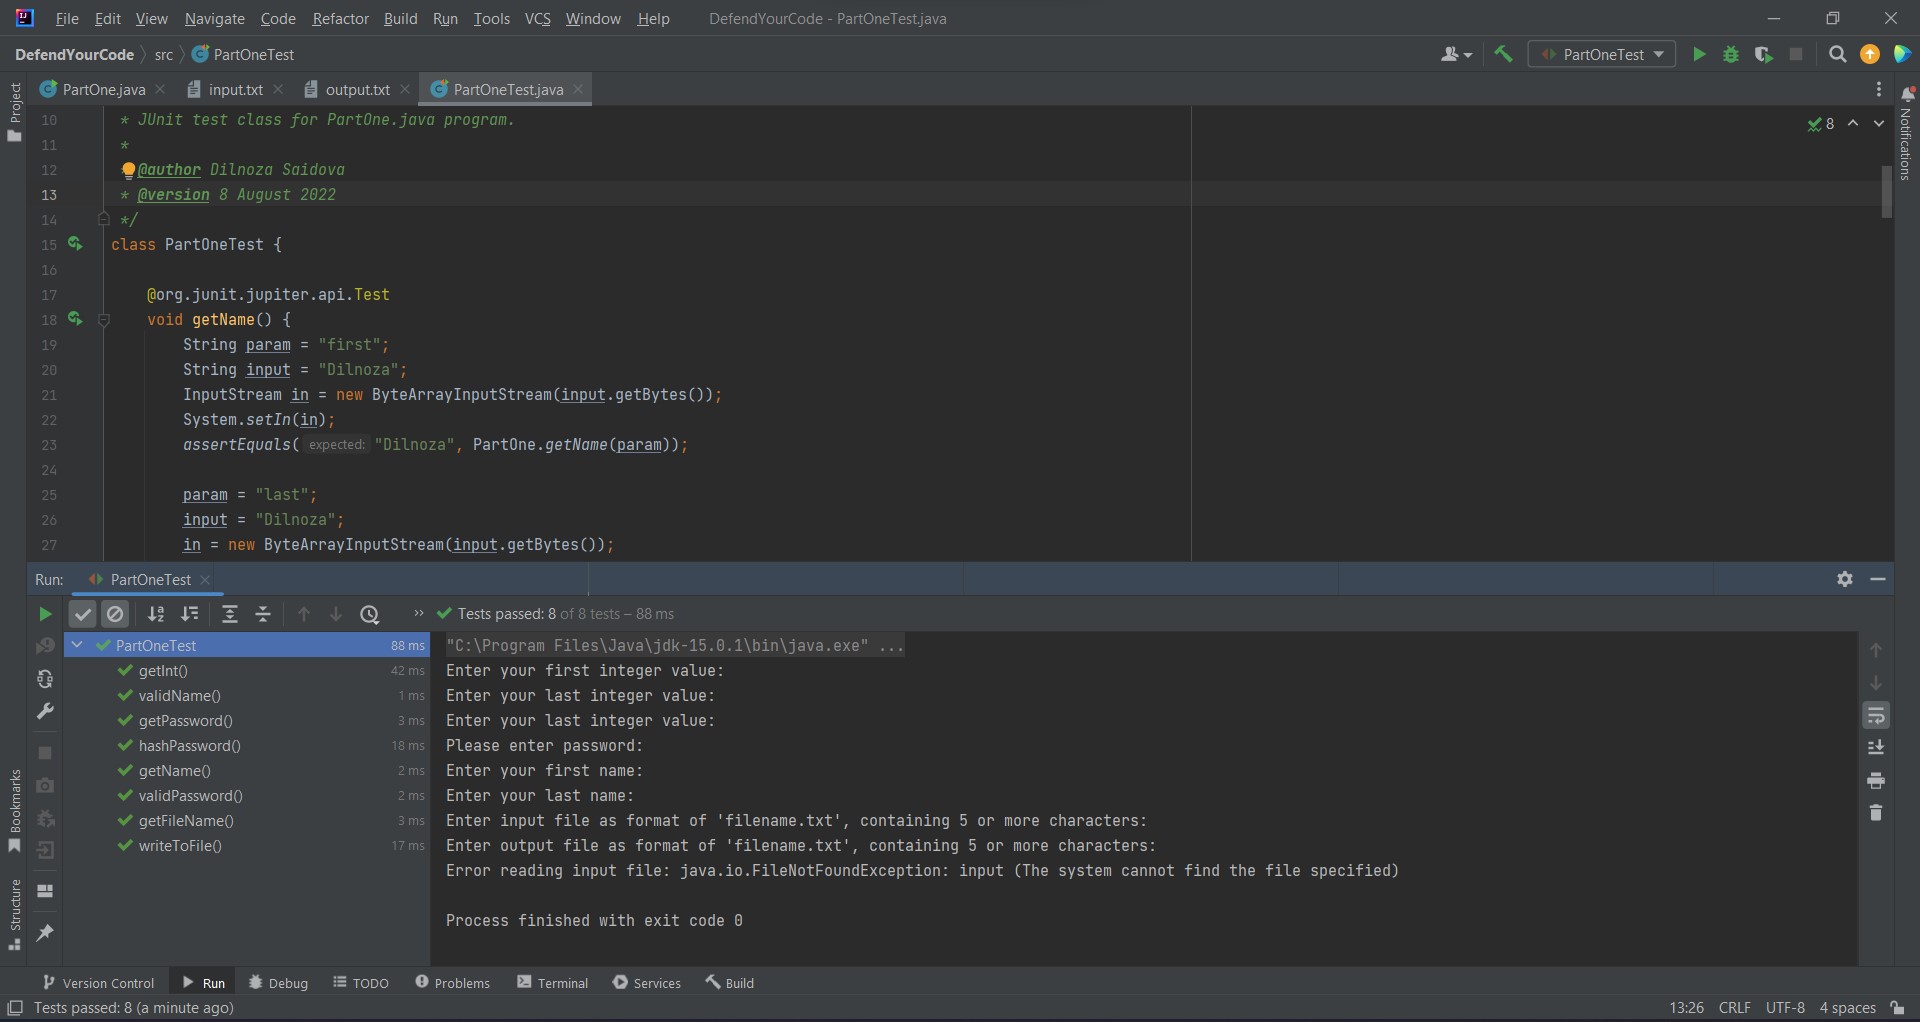 File Edit View Navigate Code Refactor Build Run Tools VCS Window Help DefendYourCode - PartOneTest.java
DefendYourCode src PartOneTest PartOneTest
PartOne.java input.txt output.txt PartOneTest.java
Project
Notifications
8
10 * JUnit test class for PartOne.java program.
11 *
12 @author Dilnoza Saidova
13 * @version 8 August 2022
14 */
15 class PartOneTest {
16
17 @org.junit.jupiter.api.Test
18 void getName() {
19 String param = "first";
20 String input = "Dilnoza";
21 InputStream in = new ByteArrayInputStream(input.getBytes());
22 System.setIn(in);
23 assertEquals( expected: "Dilnoza", PartOne.getName(param));
24
25 param = "last";
26 input = "Dilnoza";
27 in = new ByteArrayInputStream(input.getBytes());
Run: PartOneTest
» Tests passed: 8 of 8 tests – 88 ms
PartOneTest 88 ms
getInt() 42 ms
validName() 1 ms
getPassword() 3 ms
hashPassword() 18 ms
getName() 2 ms
validPassword() 2 ms
getFileName() 3 ms
writeToFile() 17 ms
"C:\Program Files\Java\jdk-15.0.1\bin\java.exe" ...
Enter your first integer value:
Enter your last integer value:
Enter your last integer value:
Please enter password:
Enter your first name:
Enter your last name:
Enter input file as format of 'filename.txt', containing 5 or more characters:
Enter output file as format of 'filename.txt', containing 5 or more characters:
Error reading input file: java.io.FileNotFoundException: input (The system cannot find the file specified)
Process finished with exit code 0
Bookmarks
Structure
Version Control Run Debug TODO Problems Terminal Services Build
Tests passed: 8 (a minute ago) 13:26 CRLF UTF-8 4 spaces